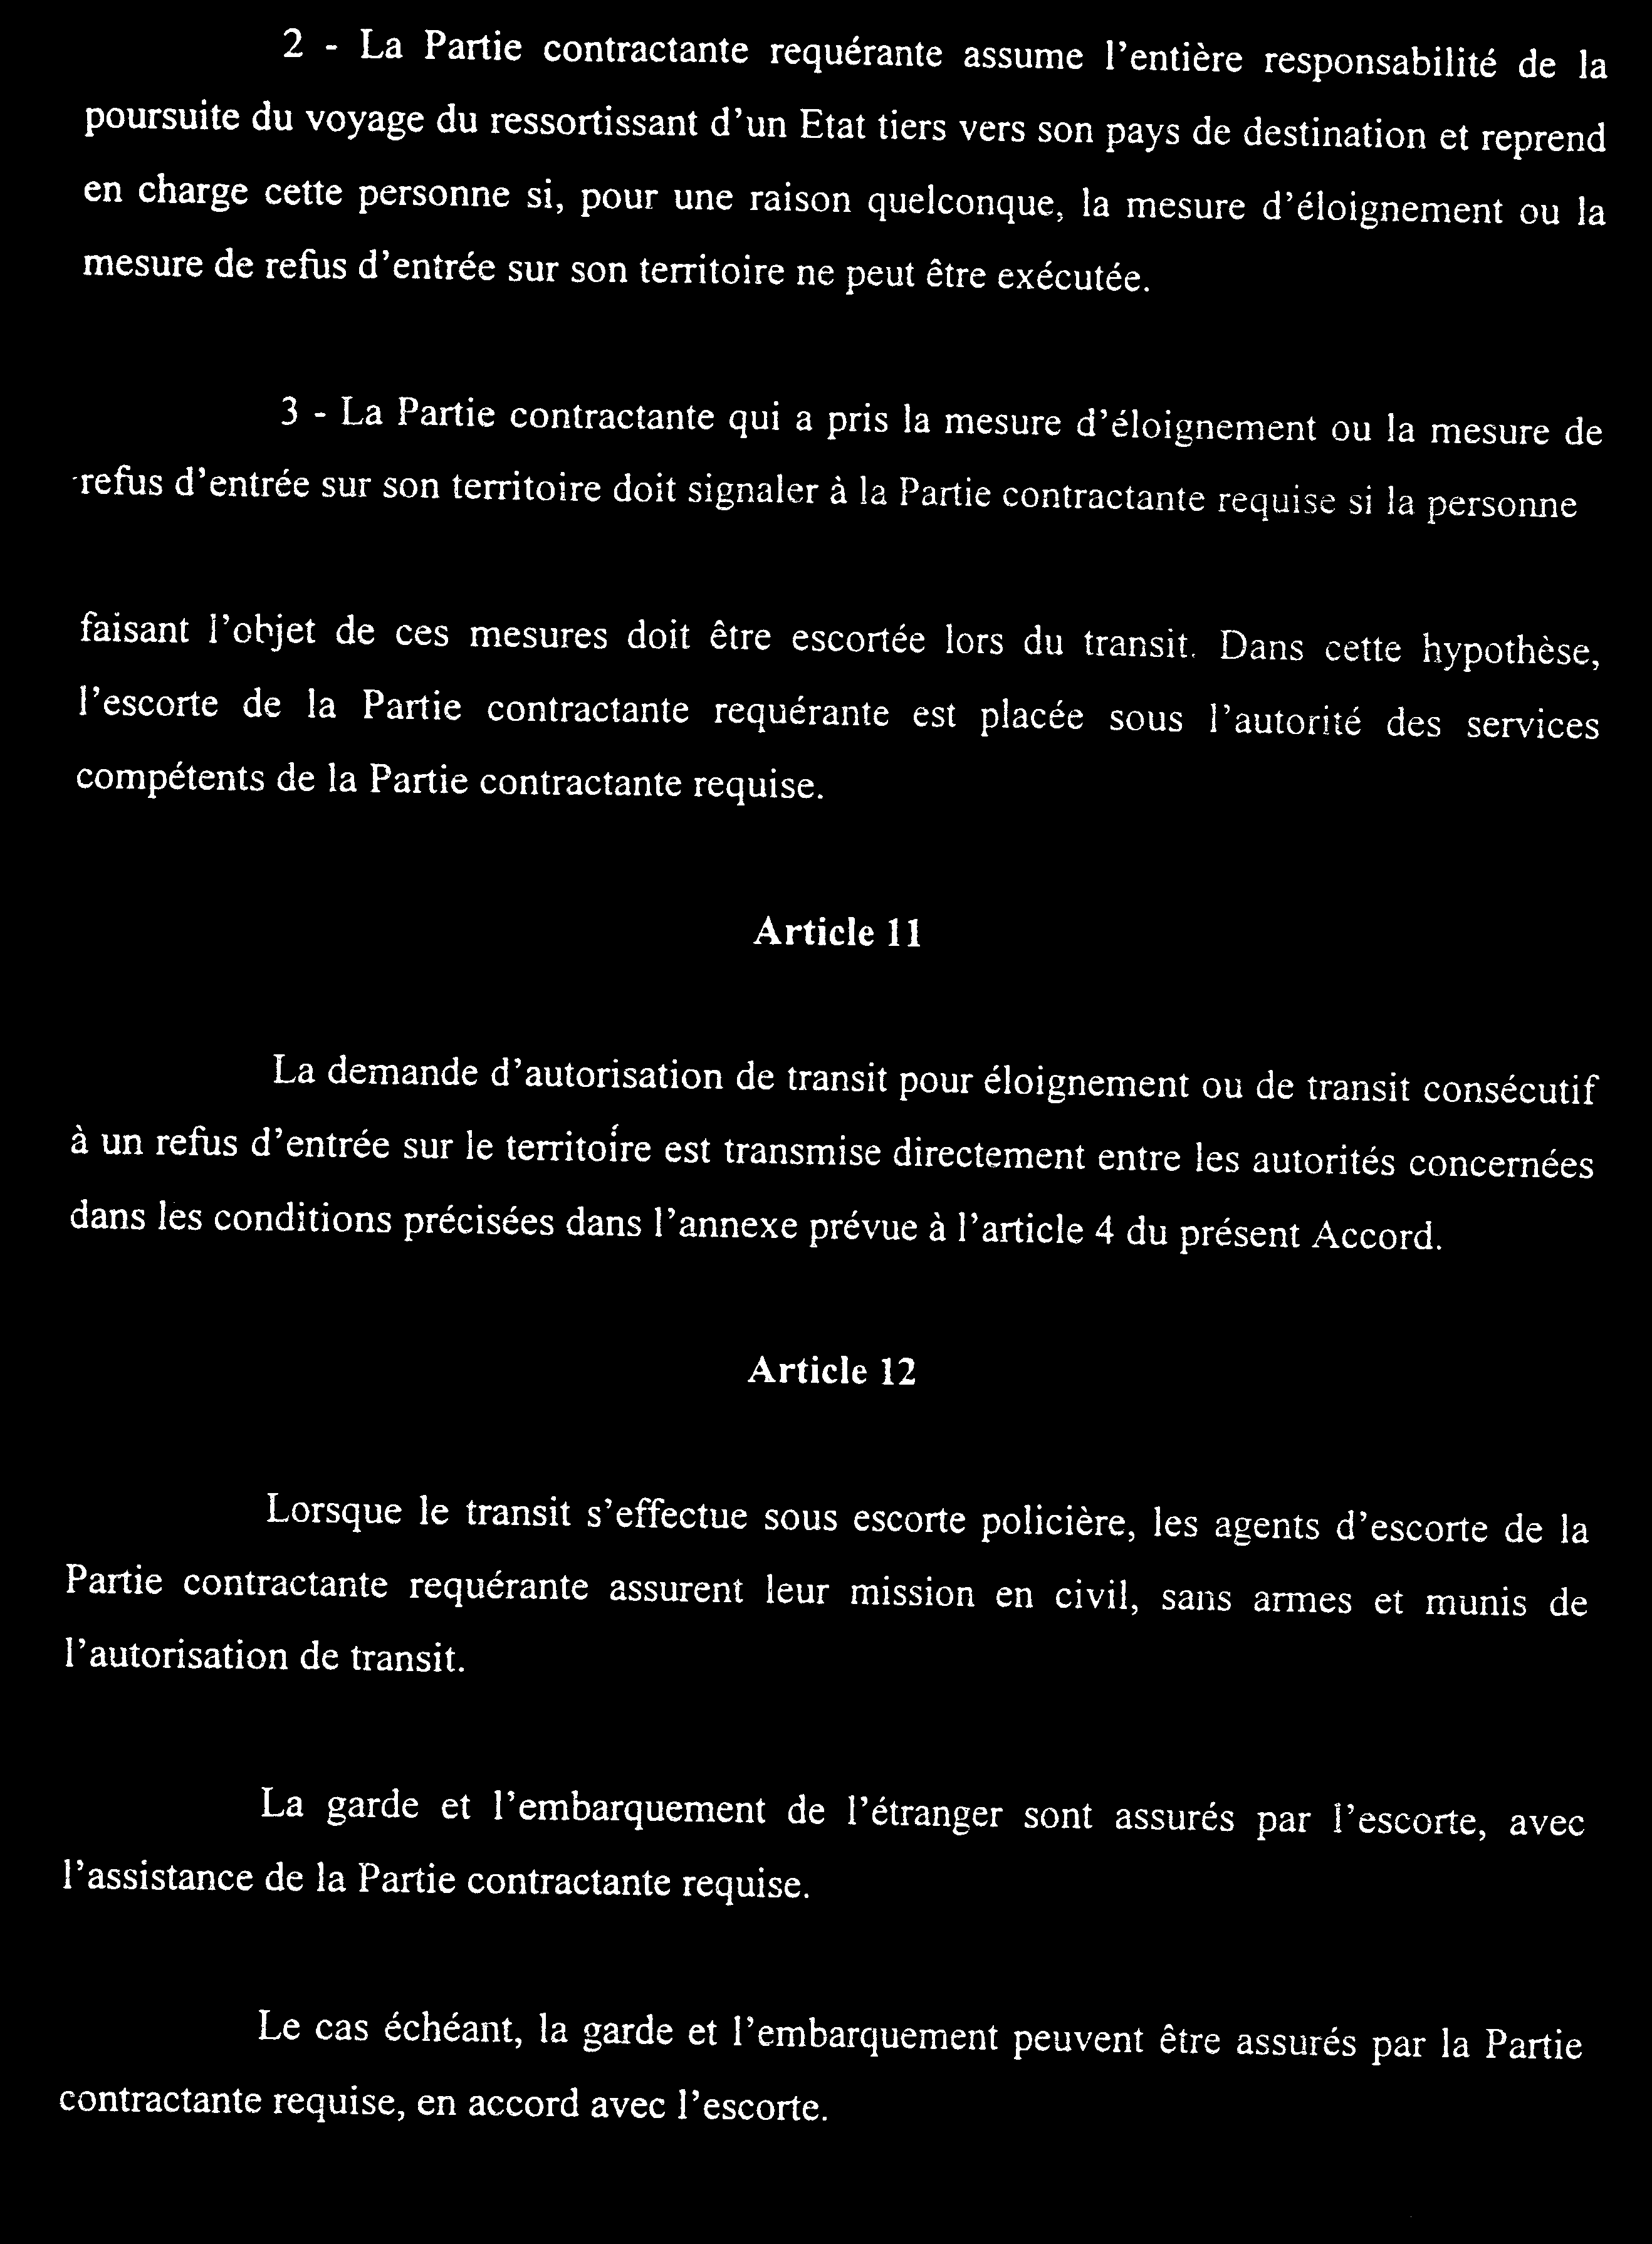 2 - La Partie contractante requérante assume l'entière responsabilité de la
poursuite du voyage du ressortissant d'un Etat tiers vers son pays de destination et reprend
en charge cette personne si, pour une raison quelconque, la mesure d'éloignement ou la
mesure de refus d'entrée sur son territoire ne peut être exécutée.
3 - La Partie contractante qui a pris la mesure d'éloignement ou la mesure de
refus d'entrée sur son territoire doit signaler à la Partie contractante requise si la personne
faisant l'objet de ces mesures doit être escortée lors du transit. Dans cette hypothèse,
l'escorte de la Partie contractante requérante est placée sous l'autorité des services
compétents de la Partie contractante requise.
Article 11
La demande d'autorisation de transit pour éloignement ou de transit consécutif
à un refus d'entrée sur le territoire est transmise directement entre les autorités concernées
dans les conditions précisées dans l'annexe prévue à l'article 4 du présent Accord.
Article 12
Lorsque le transit s'effectue sous escorte policière, les agents d'escorte de la
Partie contractante requérante assurent leur mission en civil, sans armes et munis de
l'autorisation de transit.
La garde et l'embarquement de l'étranger sont assurés par l'escorte, avec
l'assistance de la Partie contractante requise.
Le cas échéant, la garde et l'embarquement peuvent être assurés par la Partie
contractante requise, en accord avec l'escorte.